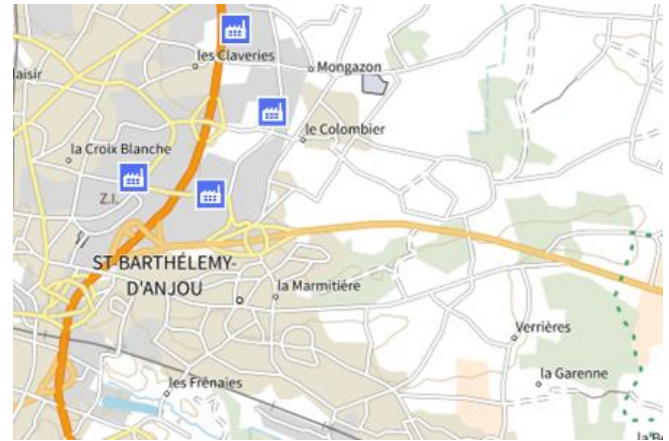 les Claveries
Mongazon
laisir
le Colombier
la Croix Blanche
Z.I.
ST-BARTHÉLEMY-
D'ANJOU
la Marmitière
Verrières
la Garenne
les Frênaies